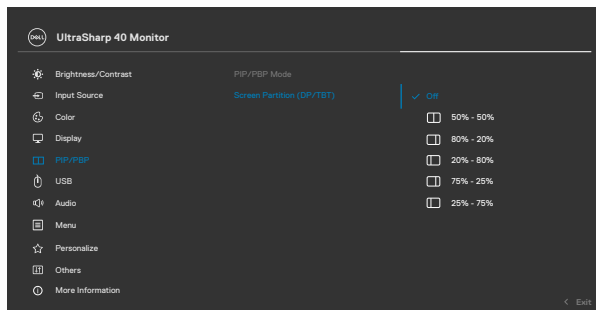 DELL UltraSharp 40 Monitor
Brightness/Contrast
PIP/PBP Mode
Input Source
Screen Partition (DP/TBT)
Off
Color
50% - 50%
Display
80% - 20%
PIP/PBP
20% - 80%
USB
75% - 25%
Audio
25% - 75%
Menu
Personalize
Others
More Information
Exit